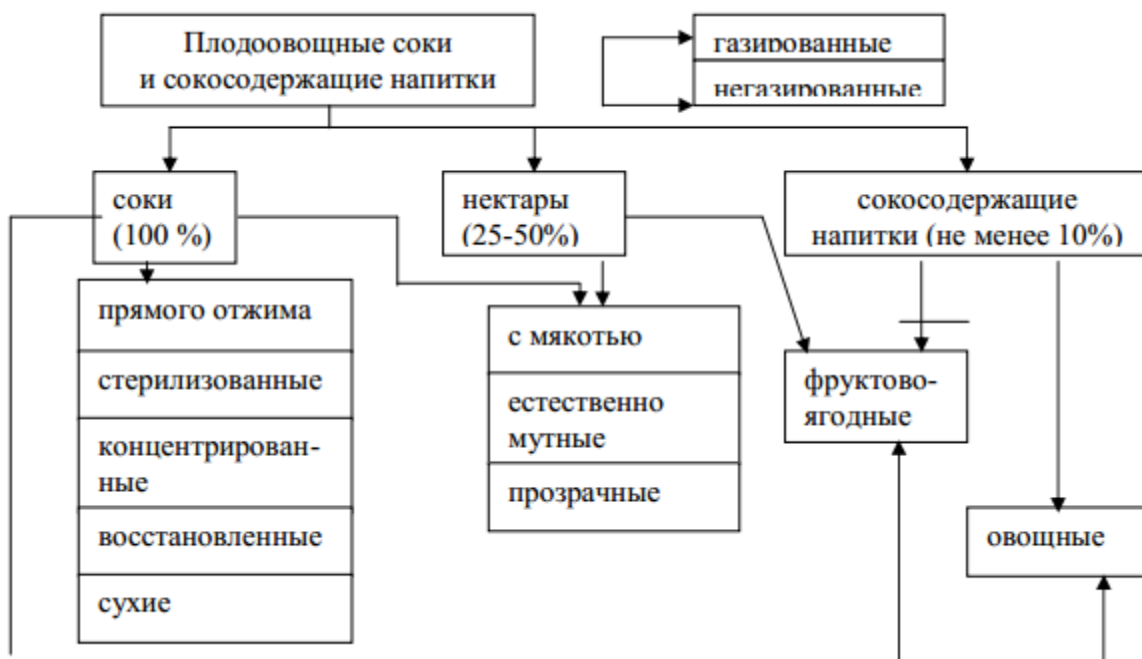 Плодоовощные соки
и сокосодержащие напитки
газированные
негазированные
соки
(100 %)
нектары
(25-50%)
сокосодержащие
напитки (не менее 10%)
прямого отжима
стерилизованные
концентрирован-
ные
восстановленные
сухие
с мякотью
естественно
мутные
прозрачные
фруктово-
ягодные
овощные